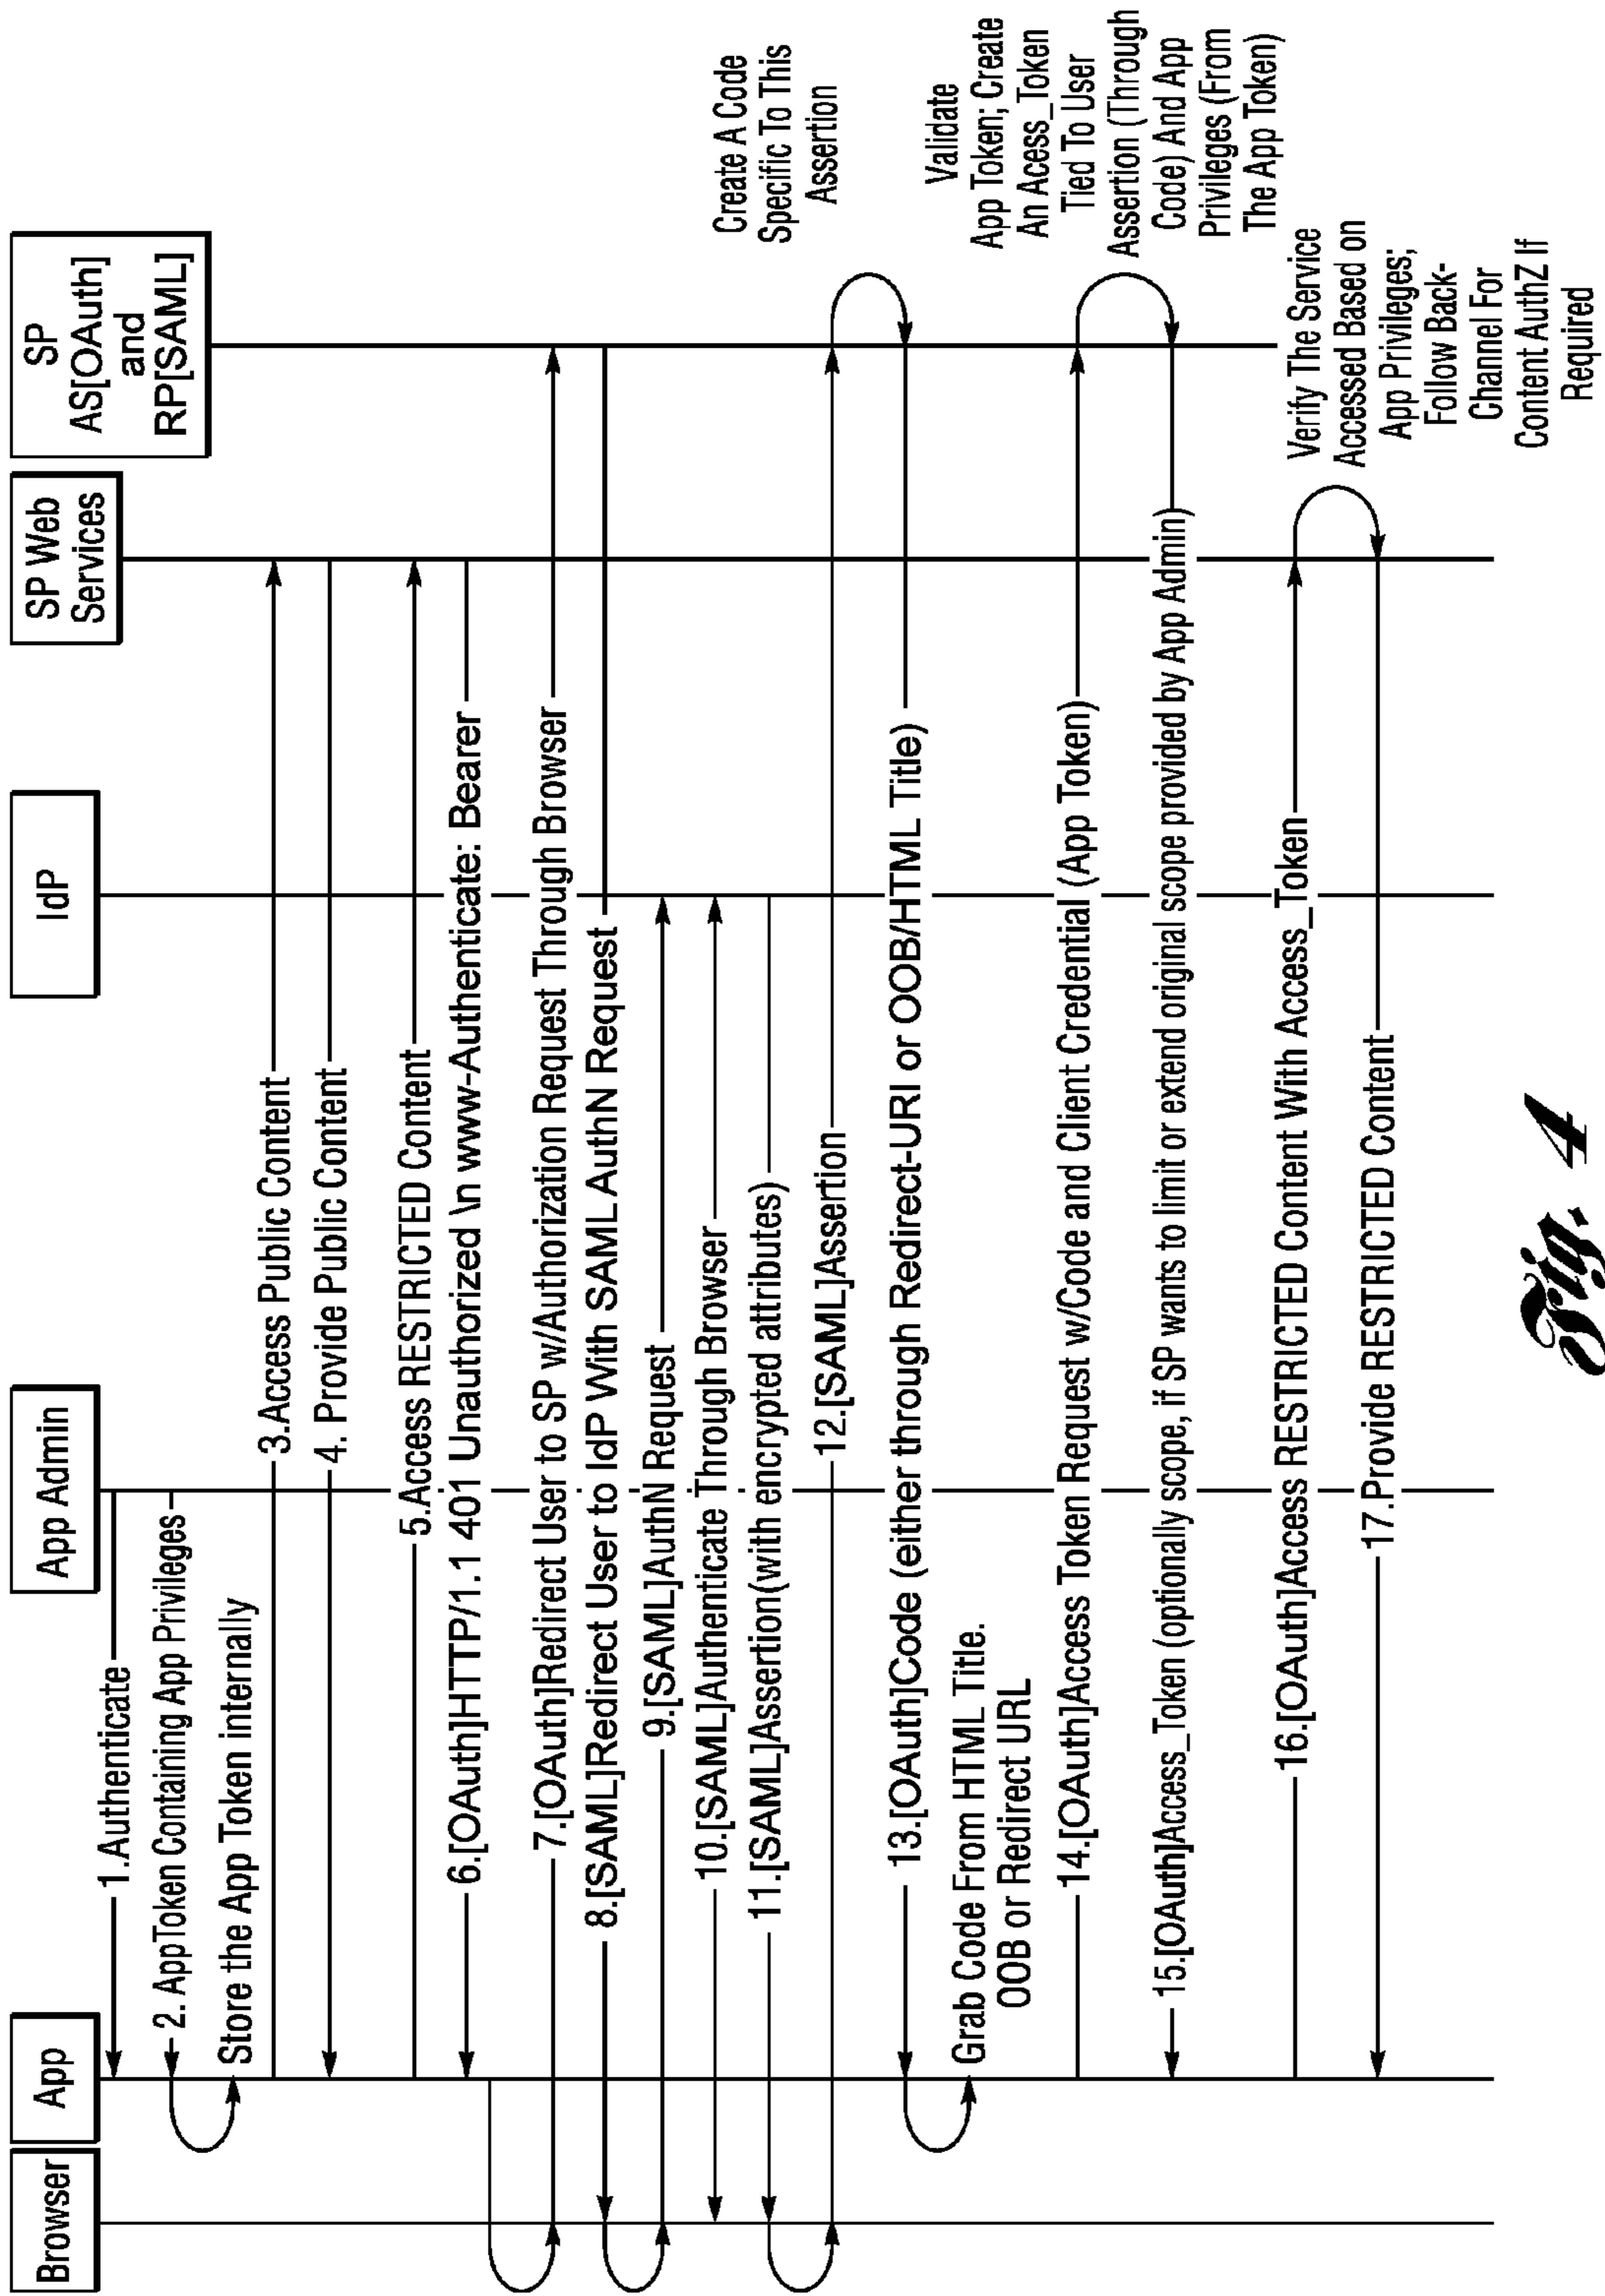 Browser
App
App Admin
IdP
SP Web
Services
SP
AS[OAuth]
and
RP[SAML]
1.Authenticate
2. AppToken Containing App Privileges
Store the App Token internally
3.Access Public Content
4. Provide Public Content
5.Access RESTRICTED Content
6.[OAuth]HTTP/1.1 401 Unauthorized \n www-Authenticate: Bearer
7.[OAuth]Redirect User to SP w/Authorization Request Through Browser
8.[SAML]Redirect User to IdP With SAML AuthN Request
9.[SAML]AuthN Request
10.[SAML]Authenticate Through Browser
11.[SAML]Assertion(with encrypted attributes)
12.[SAML]Assertion
Create A Code
Specific To This
Assertion
13.[OAuth]Code (either through Redirect-URI or OOB/HTML Title)
Grab Code From HTML Title.
OOB or Redirect URL
14.[OAuth]Access Token Request w/Code and Client Credential (App Token)
Validate
App Token; Create
An Acess_Token
Tied To User
Assertion (Through
Code) And App
Privileges (From
The App Token)
15.[OAuth]Access_Token (optionally scope, if SP wants to limit or extend original scope provided by App Admin)
16.[OAuth]Access RESTRICTED Content With Access_Token
Verify The Service
Accessed Based on
App Privileges;
Follow Back-
Channel For
Content AuthZ If
Required
17.Provide RESTRICTED Content
Fig. 4